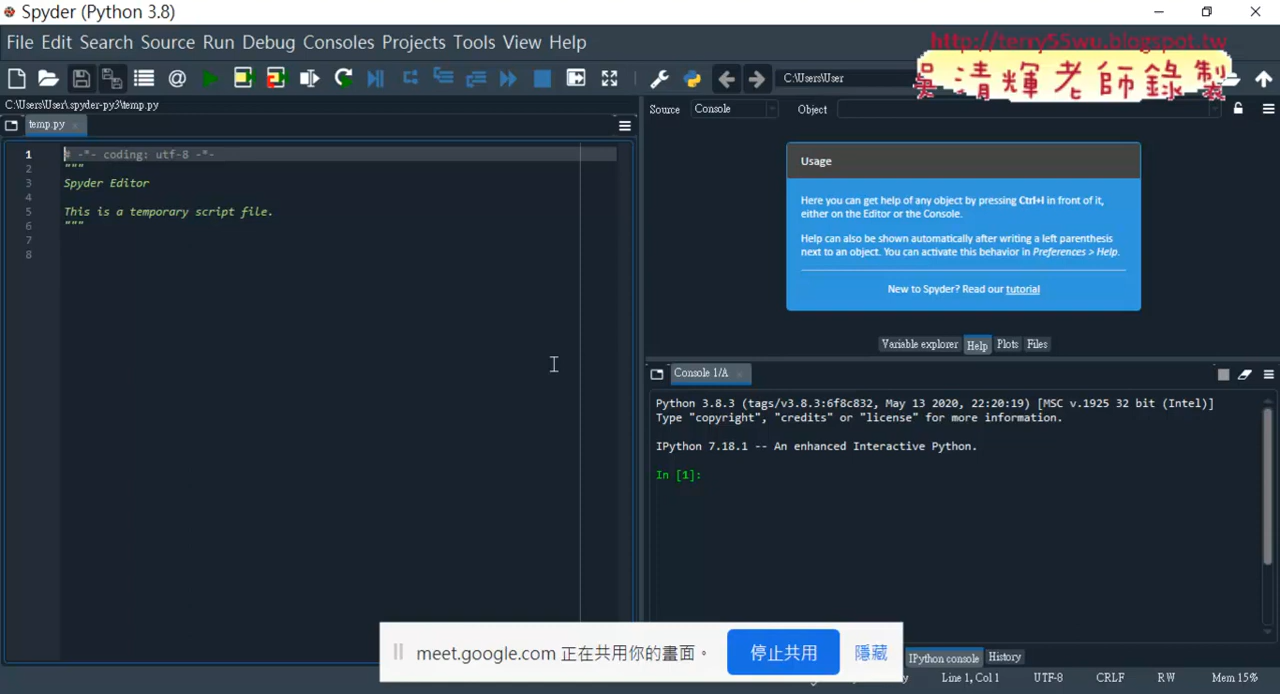 Spyder (Python 3.8)
File Edit Search Source Run Debug Consoles Projects Tools View Help
http://terry55wu.blogspot.tw
吳清輝老師錄製
C:\Users\User
C:\Users\User\.spyder-py3\temp.py
temp.py
Source Console Object
1 # -*- coding: utf-8 -*-
2 """
3 Spyder Editor
4
5 This is a temporary script file.
6 """
7
8
Usage
Here you can get help of any object by pressing Ctrl+I in front of it,
either on the Editor or the Console.
Help can also be shown automatically after writing a left parenthesis
next to an object. You can activate this behavior in Preferences > Help.
New to Spyder? Read our tutorial
Variable explorer Help Plots Files
Console 1/A
Python 3.8.3 (tags/v3.8.3:6f8c832, May 13 2020, 22:20:19) [MSC v.1925 32 bit (Intel)]
Type "copyright", "credits" or "license" for more information.
IPython 7.18.1 -- An enhanced Interactive Python.
In [1]:
meet.google.com 正在共用你的畫面。 停止共用 隱藏
IPython console History
Line 1, Col 1 UTF-8 CRLF RW Mem 15%